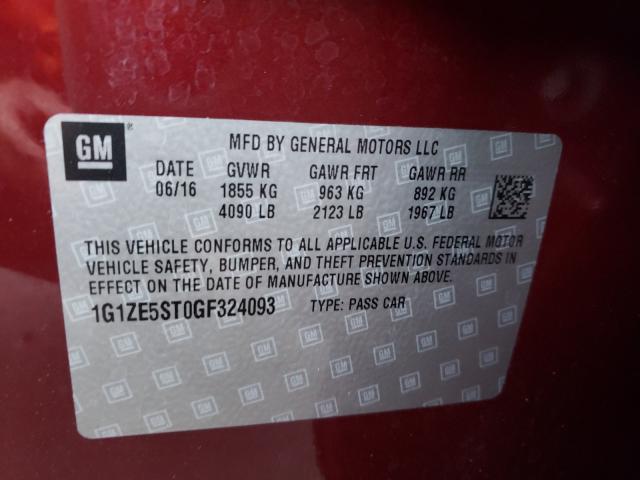 GM ® MFD BY GENERAL MOTORS LLC
DATE GVWR GAWR FRT GAWR RR
06/16 1855 KG 963 KG 892 KG
4090 LB 2123 LB 1967 LB
THIS VEHICLE CONFORMS TO ALL APPLICABLE U.S. FEDERAL MOTOR
VEHICLE SAFETY, BUMPER, AND THEFT PREVENTION STANDARDS IN
EFFECT ON THE DATE OF MANUFACTURE SHOWN ABOVE.
1G1ZE5ST0GF324093 TYPE: PASS CAR